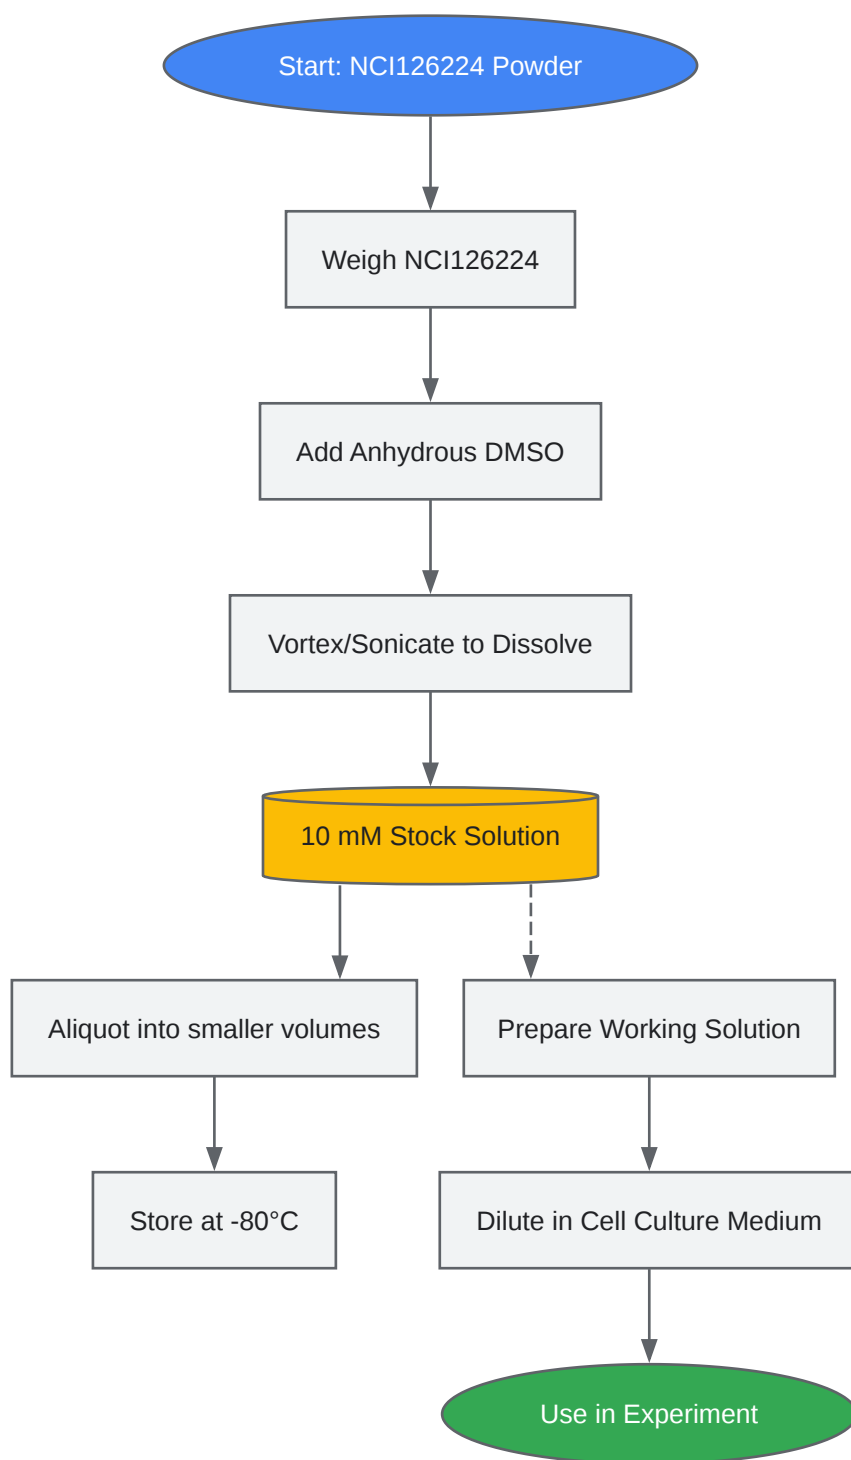 Start: NCI126224 Powder
Weigh NCI126224
Add Anhydrous DMSO
Vortex/Sonicate to Dissolve
10 mM Stock Solution
Aliquot into smaller volumes
Prepare Working Solution
Store at -80°C
Dilute in Cell Culture Medium
Use in Experiment